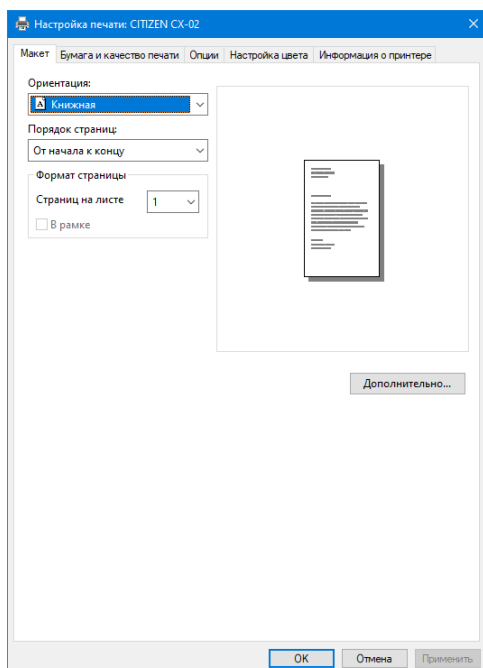 Настройка печати: CITIZEN CX-02
Макет Бумага и качество печати Опции Настройка цвета Информация о принтере
Ориентация:
A Книжная
Порядок страниц:
От начала к концу
Формат страницы
Страниц на листе 1
В рамке
Дополнительно...
ОК Отмена Применить